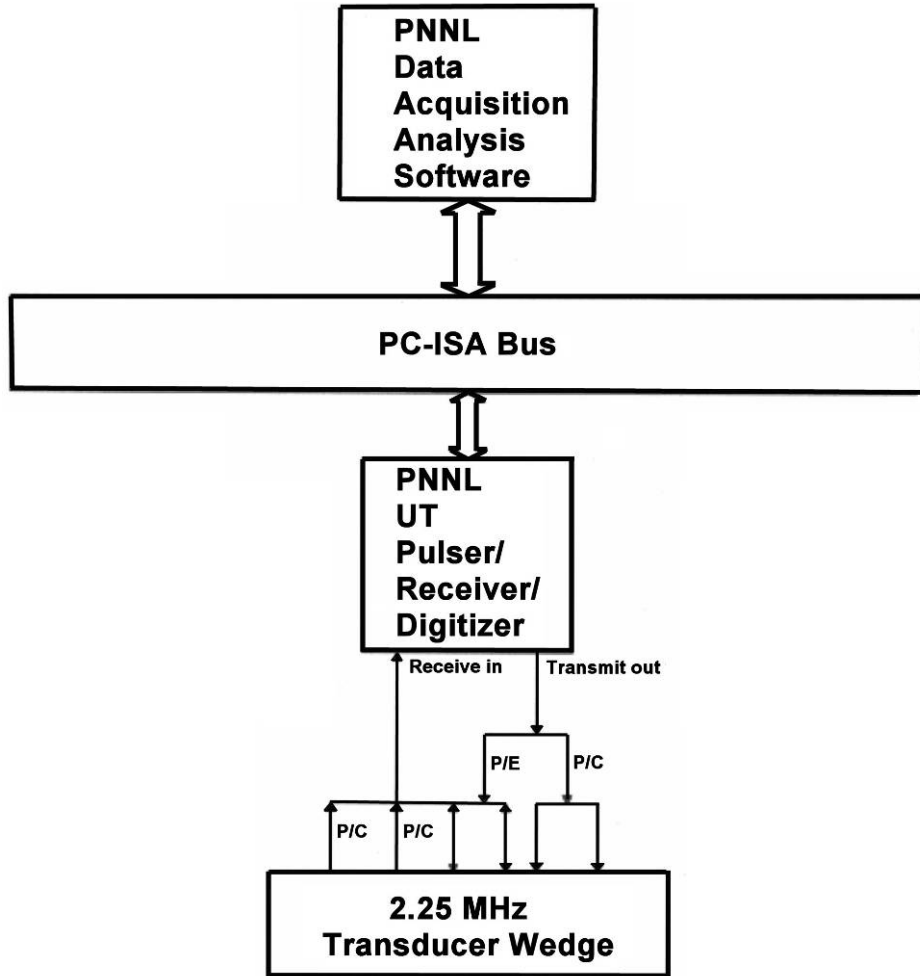 PNNL
Data
Acquisition
Analysis
Software
PC-ISA Bus
PNNL
UT
Pulser/
Receiver/
Digitizer
Receive in
Transmit out
P/E
P/C
P/C
P/C
2.25 MHz
Transducer Wedge